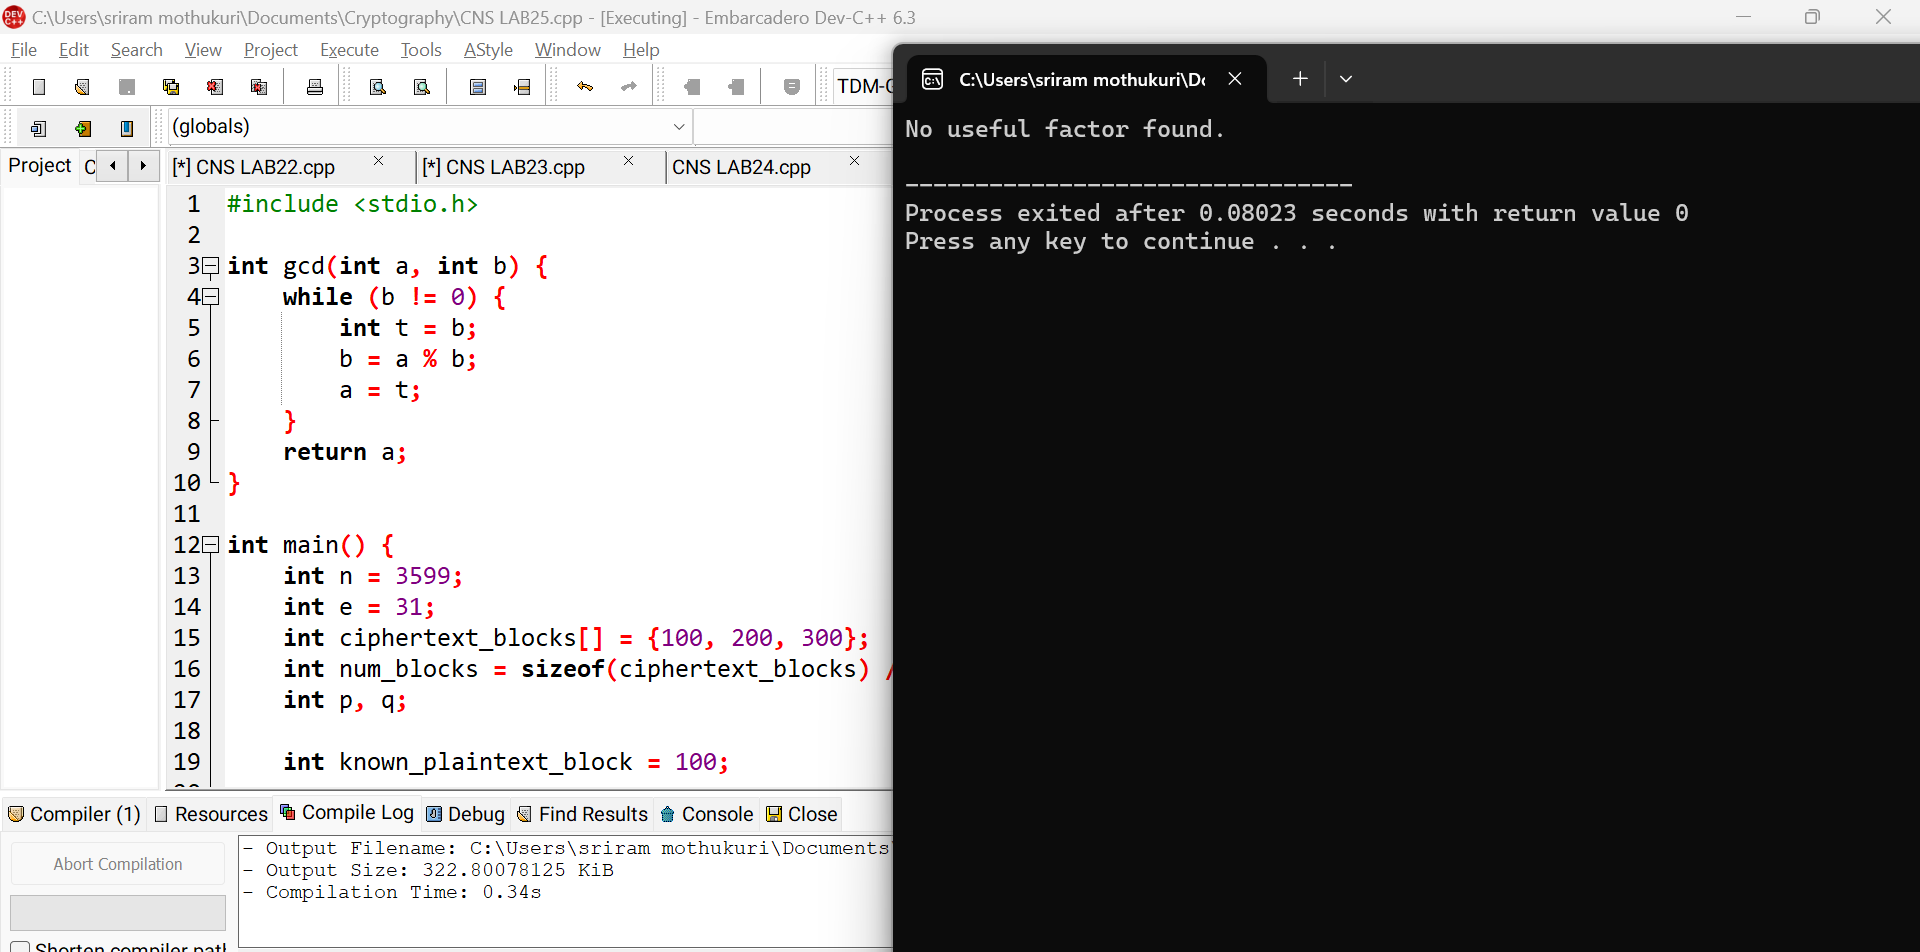 C:\Users\sriram mothukuri\Documents\Cryptography\CNS LAB25.cpp - [Executing] - Embarcadero Dev-C++ 6.3
File Edit Search View Project Execute Tools AStyle Window Help
TDM-G
(globals)
Project C
[*] CNS LAB22.cpp [*] CNS LAB23.cpp CNS LAB24.cpp
1 #include <stdio.h>
2
3 int gcd(int a, int b) {
4 while (b != 0) {
5 int t = b;
6 b = a % b;
7 a = t;
8 }
9 return a;
10 }
11
12 int main() {
13 int n = 3599;
14 int e = 31;
15 int ciphertext_blocks[] = {100, 200, 300};
16 int num_blocks = sizeof(ciphertext_blocks) /
17 int p, q;
18
19 int known_plaintext_block = 100;
Compiler (1) Resources Compile Log Debug Find Results Console Close
Abort Compilation
Shorten compiler path
- Output Filename: C:\Users\sriram mothukuri\Documents\
- Output Size: 322.80078125 KiB
- Compilation Time: 0.34s
C:\Users\sriram mothukuri\Do
No useful factor found.
--------------------------------
Process exited after 0.08023 seconds with return value 0
Press any key to continue . . .